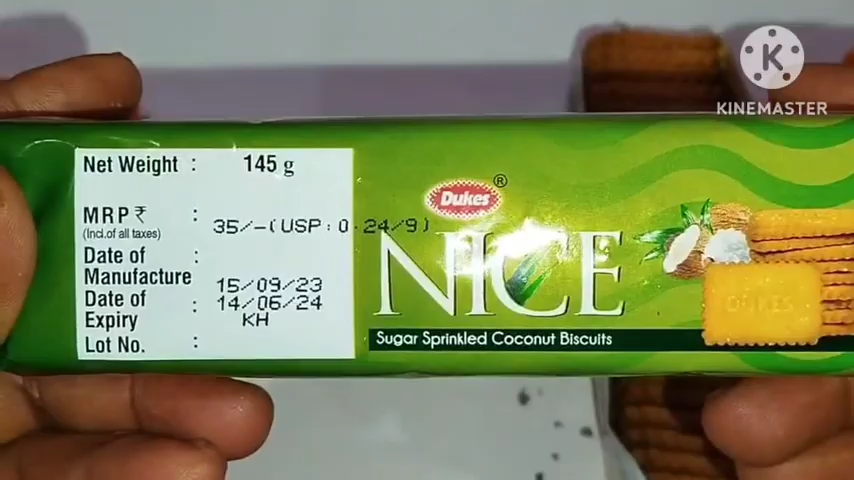 KINEMASTER
Net Weight : 145 g
MRP ₹ : 35/-(USP:0.24/9)
(Incl.of all taxes)
Date of Manufacture : 15/09/23
Date of Expiry : 14/06/24
Lot No. : KH
Dukes®
NICE
Sugar Sprinkled Coconut Biscuits
DUKES